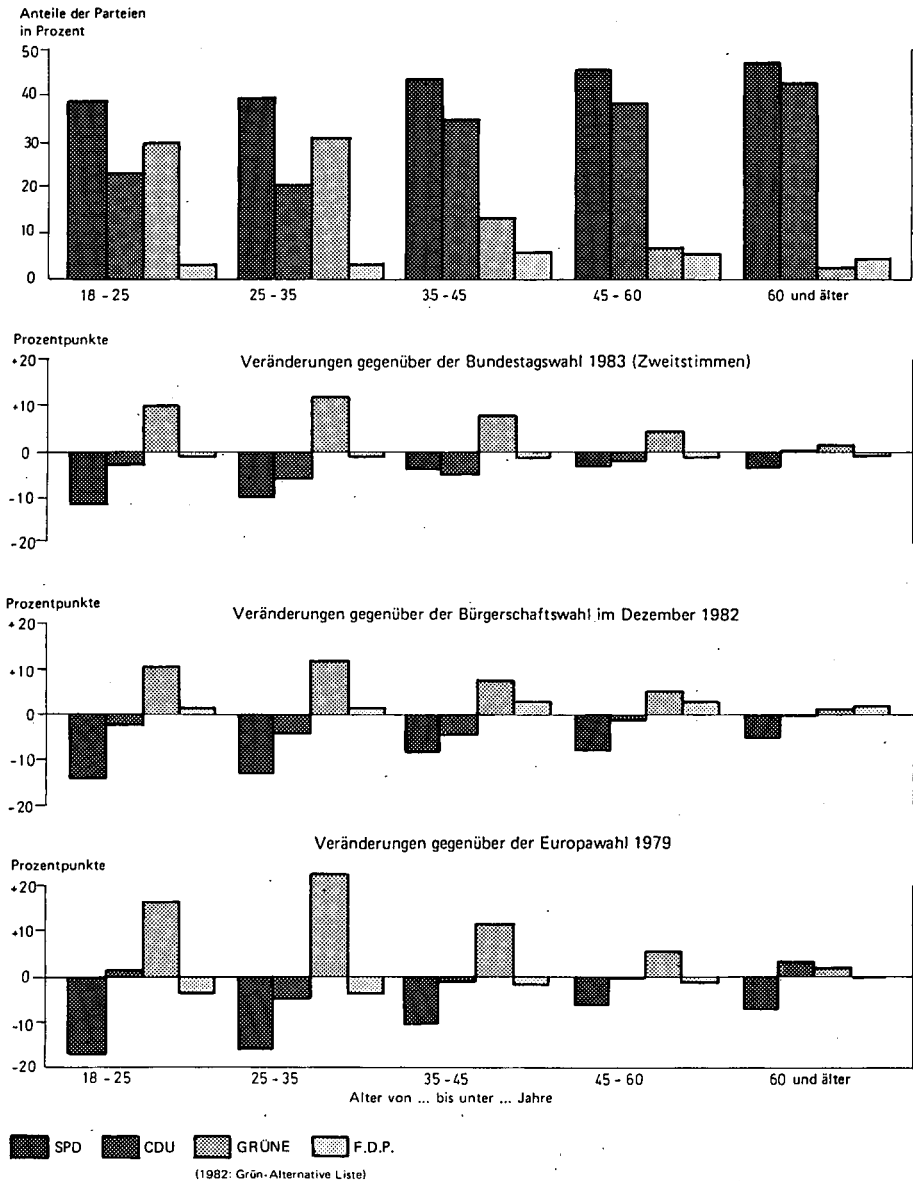 Anteile der Parteien
in Prozent
50
40
30
20
10
0
18 - 25
25 - 35
35 - 45
45 - 60
60 und älter
Prozentpunkte
Veränderungen gegenüber der Bundestagswahl 1983 (Zweitstimmen)
+20
+10
0
-10
-20
Prozentpunkte
Veränderungen gegenüber der Bürgerschaftswahl im Dezember 1982
+20
+10
0
-10
-20
Veränderungen gegenüber der Europawahl 1979
Prozentpunkte
+20
+10
0
-10
-20
18 - 25
25 - 35
35 - 45
45 - 60
60 und älter
Alter von ... bis unter ... Jahre
SPD CDU GRÜNE F.D.P.
(1982: Grün-Alternative Liste)